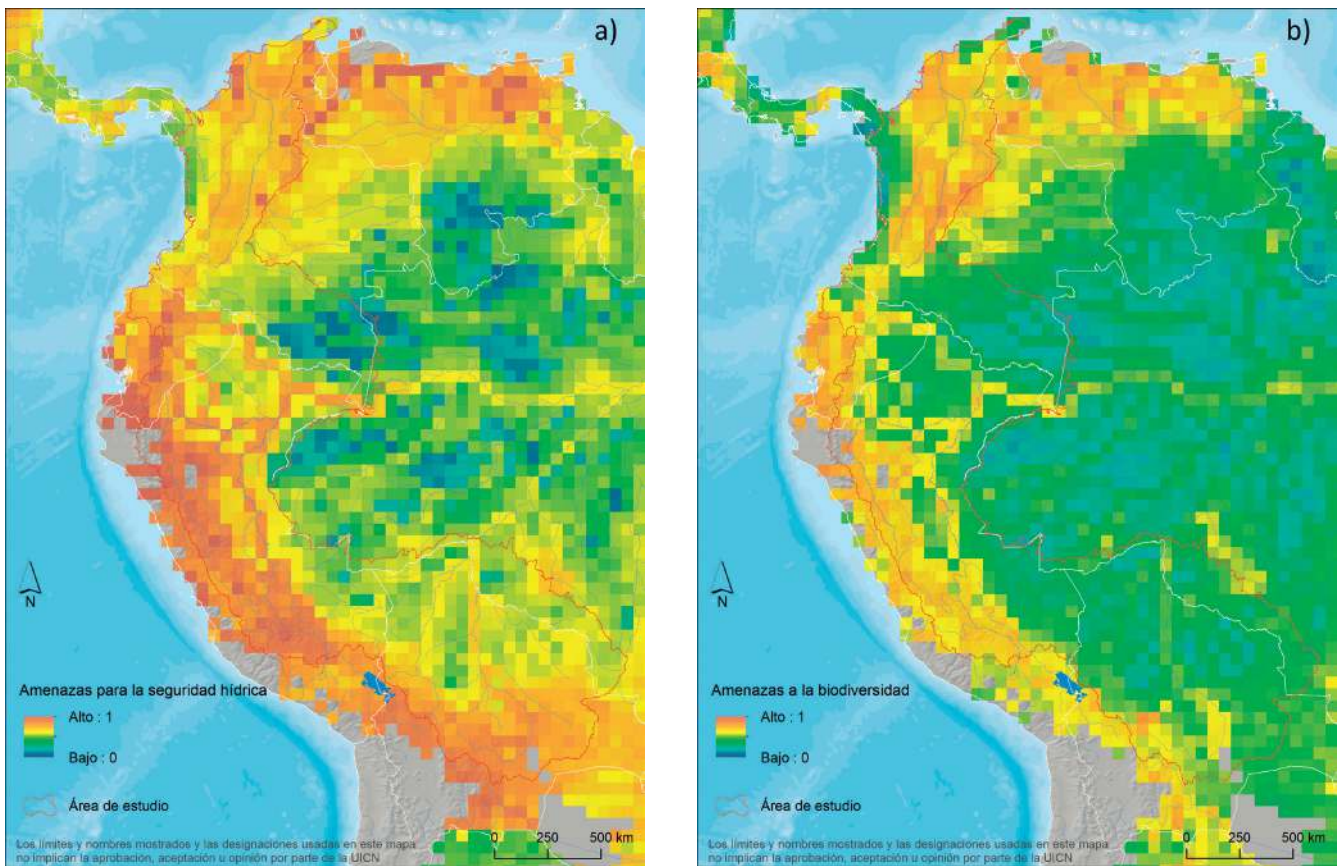 a)
N
Amenazas para la seguridad hídrica
Alto : 1
Bajo : 0
Área de estudio
0 250 500 km
Los límites y nombres mostrados y las designaciones usadas en este mapa
no implican la aprobación, aceptación u opinión por parte de la UICN
b)
N
Amenazas a la biodiversidad
Alto : 1
Bajo : 0
Área de estudio
0 250 500 km
Los límites y nombres mostrados y las designaciones usadas en este mapa
no implican la aprobación, aceptación u opinión por parte de la UICN